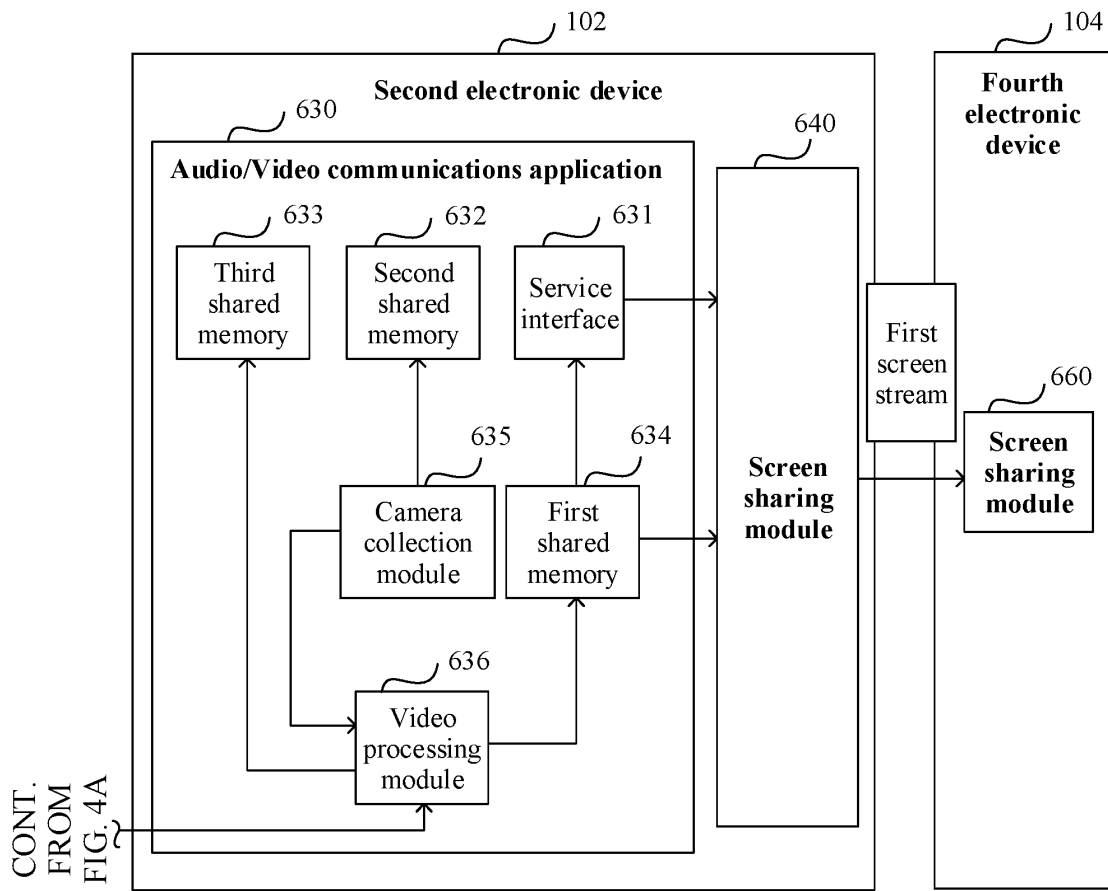 102
104
Second electronic device
Fourth
electronic
device
630
640
Audio/Video communications application
633
632
631
Third
shared
memory
Second
shared
memory
Service
interface
First
screen
stream
660
635
634
Screen
sharing
module
Camera
collection
module
First
shared
memory
Screen
sharing
module
636
Video
processing
module
CONT.
FROM
FIG. 4A